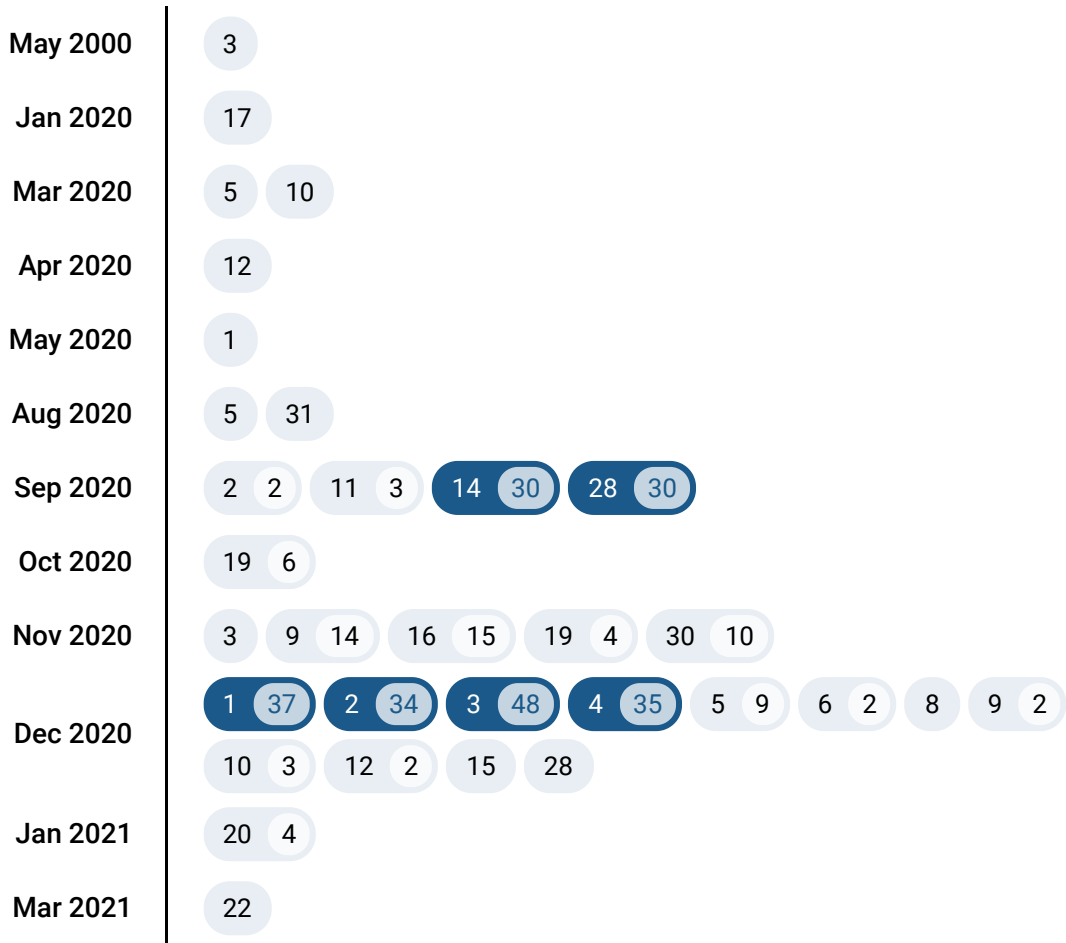 May 2000 3
Jan 2020 17
Mar 2020 5 10
Apr 2020 12
May 2020 1
Aug 2020 5 31
Sep 2020 2 2 11 3 14 30 28 30
Oct 2020 19 6
Nov 2020 3 9 14 16 15 19 4 30 10
Dec 2020 1 37 2 34 3 48 4 35 5 9 6 2 8 9 2
10 3 12 2 15 28
Jan 2021 20 4
Mar 2021 22